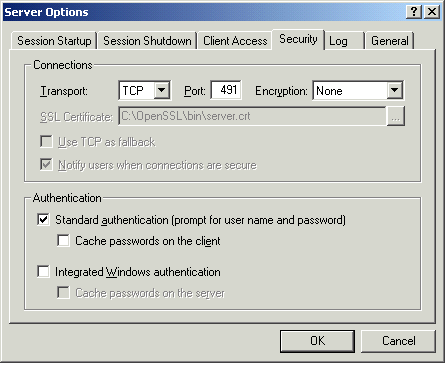 Server Options
Session Startup Session Shutdown Client Access Security Log General
Connections
Transport: TCP Port: 491 Encryption: None
SSL Certificate: C:\OpenSSL\bin\server.crt ...
Use TCP as fallback
Notify users when connections are secure
Authentication
Standard authentication (prompt for user name and password)
Cache passwords on the client
Integrated Windows authentication
Cache passwords on the server
OK Cancel